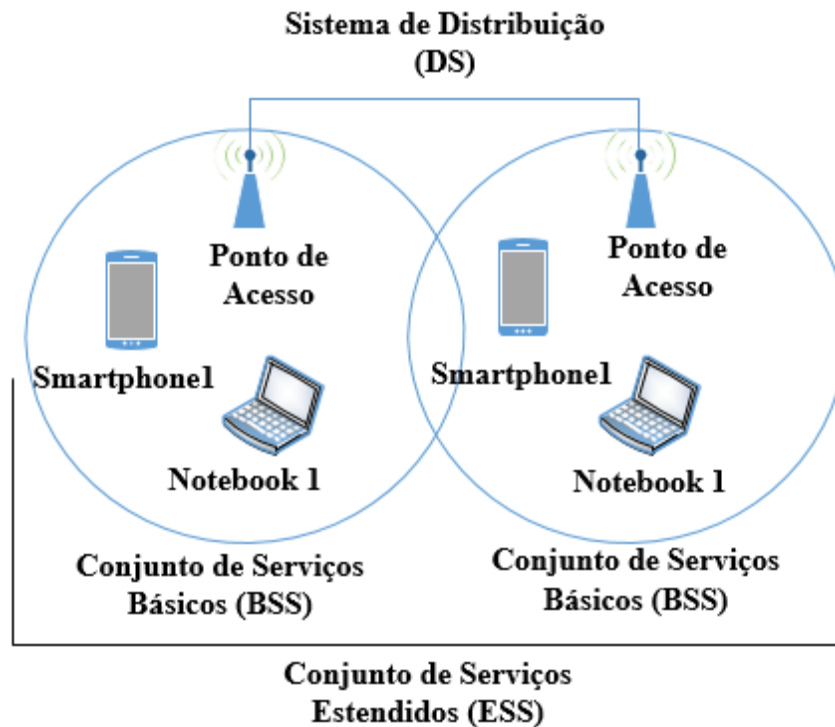 Sistema de Distribuição
(DS)
Ponto de
Acesso
Smartphone1
Notebook 1
Conjunto de Serviços
Básicos (BSS)
Ponto de
Acesso
Smartphone1
Notebook 1
Conjunto de Serviços
Básicos (BSS)
Conjunto de Serviços
Estendidos (ESS)